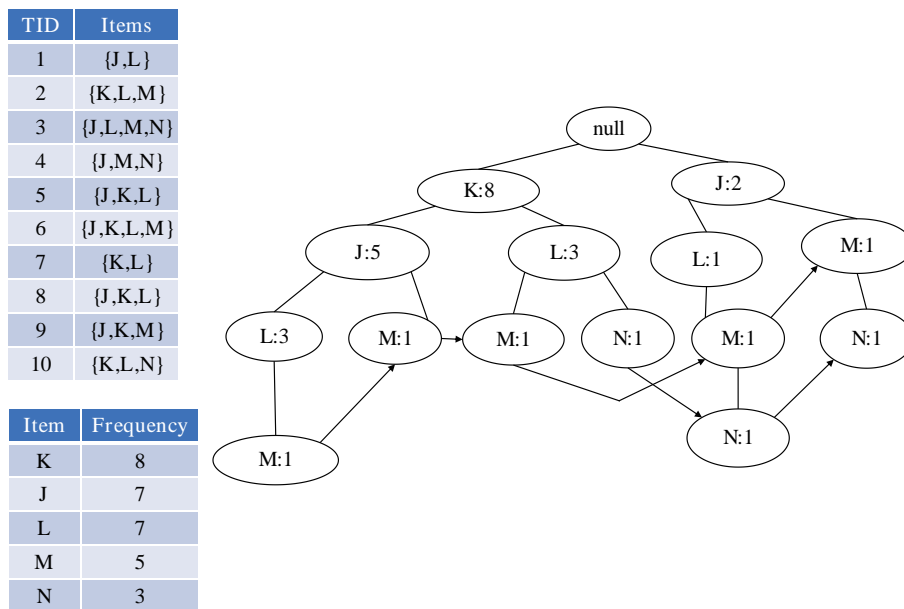 TID Items
1 {J,L}
2 {K,L,M}
3 {J,L,M,N}
4 {J,M,N}
5 {J,K,L}
6 {J,K,L,M}
7 {K,L}
8 {J,K,L}
9 {J,K,M}
10 {K,L,N}
Item Frequency
K 8
J 7
L 7
M 5
N 3
null
K:8 J:2
J:5 L:3 L:1 M:1
L:3 M:1 M:1 N:1 M:1 N:1
M:1 N:1